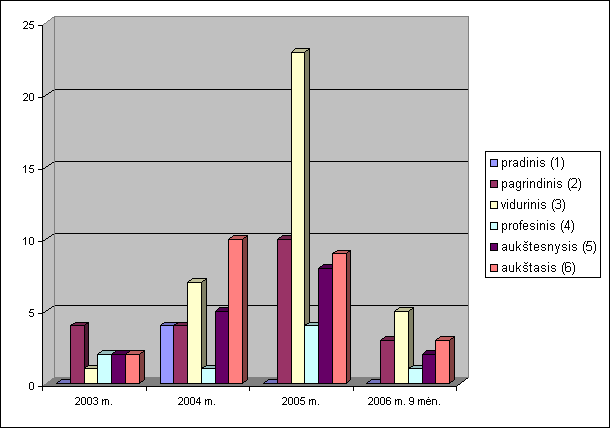 25
20
15
10
5
0
2003 m.
2004 m.
2005 m.
2006 m. 9 mėn.
pradinis (1)
pagrindinis (2)
vidurinis (3)
profesinis (4)
aukštesnysis (5)
aukštasis (6)